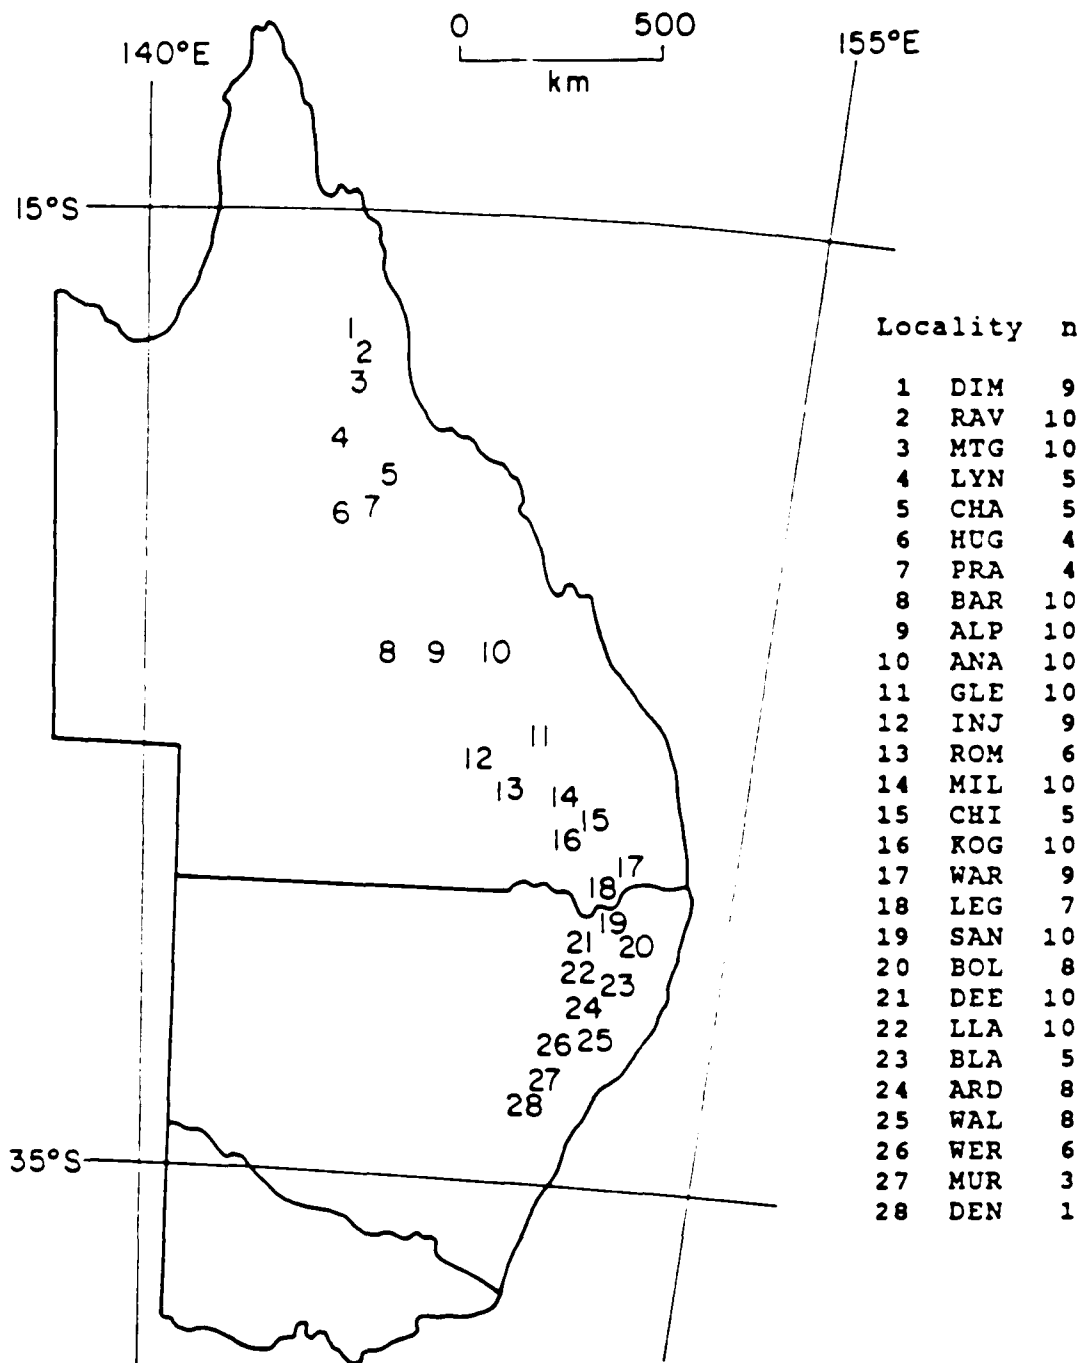 0 500
km
140°E
155°E
15°S
1
2
3
4
5
6 7
8 9 10
11
12
13 14
15
16
17
18
19
21 20
22
23
24
26 25
27
28
35°S
Locality n
1 DIM 9
2 RAV 10
3 MTG 10
4 LYN 5
5 CHA 5
6 HUG 4
7 PRA 4
8 BAR 10
9 ALP 10
10 ANA 10
11 GLE 10
12 INJ 9
13 ROM 6
14 MIL 10
15 CHI 5
16 KOG 10
17 WAR 9
18 LEG 7
19 SAN 10
20 BOL 8
21 DEE 10
22 LLA 10
23 BLA 5
24 ARD 8
25 WAL 8
26 WER 6
27 MUR 3
28 DEN 1